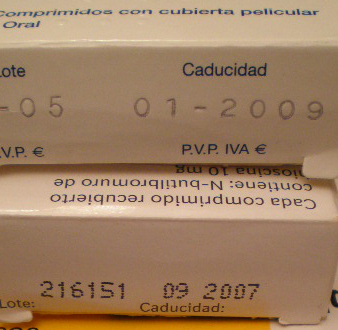 Comprimidos con cubierta pelicular
Oral
Lote Caducidad
-05 01-2009
P.V.P. € P.V.P. IVA €
Cada comprimido recubierto
contiene: N-butilbromuro de
hioscina 10 mg
216151 09 2007
Lote: Caducidad: